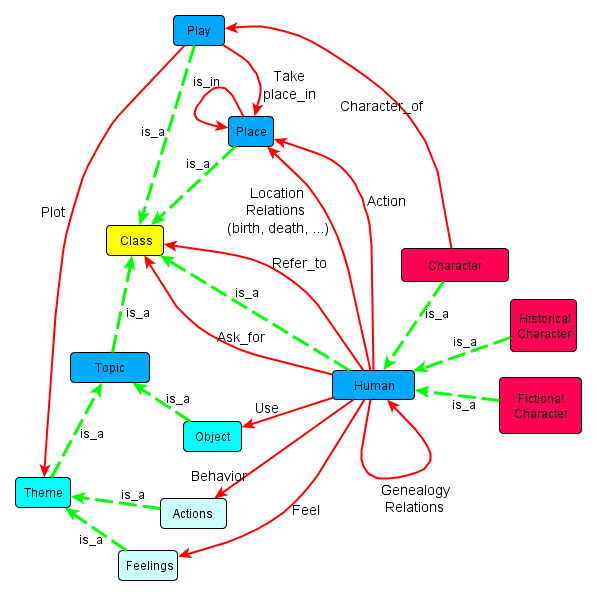 Play
Take
place_in
is_in
Character_of
is_a
Place
is_a
Location
Relations
(birth, death, ...)
Action
Plot
Class
Refer_to
Character
is_a
is_a
Historical
Character
is_a
is_a
Ask_for
Topic
Human
is_a
Fictional
Character
is_a
Use
Object
is_a
Behavior
Theme
is_a
Genealogy
Relations
Actions
Feel
is_a
Feelings